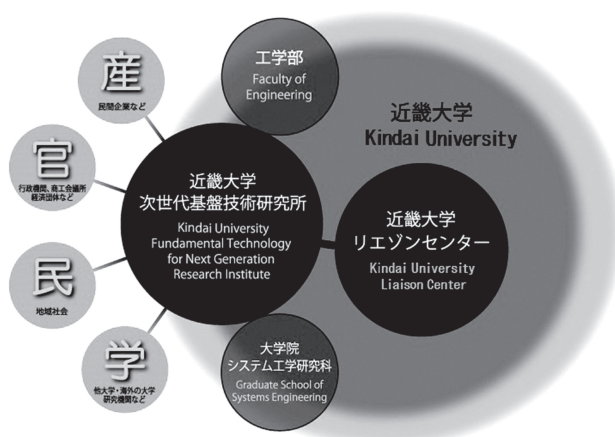 産
民間企業など
官
行政機関、商工会議所
経済団体など
民
地域社会
学
他大学・海外の大学
研究機関など
工学部
Faculty of
Engineering
近畿大学
次世代基盤技術研究所
Kindai University
Fundamental Technology
for Next Generation
Research Institute
大学院
システム工学研究科
Graduate School of
Systems Engineering
近畿大学
Kindai University
近畿大学
リエゾンセンター
Kindai University
Liaison Center